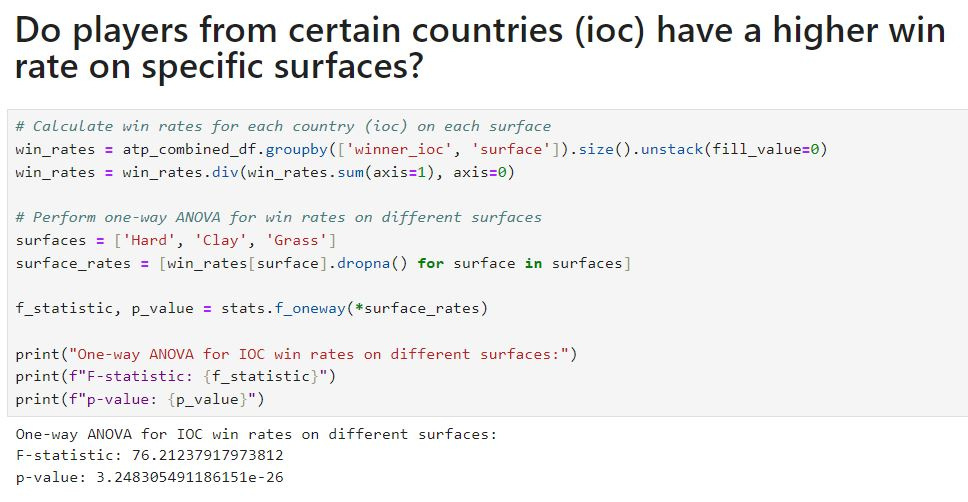 Do players from certain countries (ioc) have a higher win
rate on specific surfaces?
# Calculate win rates for each country (ioc) on each surface
win_rates = atp_combined_df.groupby(['winner_ioc', 'surface']).size().unstack(fill_value=0)
win_rates = win_rates.div(win_rates.sum(axis=1), axis=0)
# Perform one-way ANOVA for win rates on different surfaces
surfaces = ['Hard', 'Clay', 'Grass']
surface_rates = [win_rates[surface].dropna() for surface in surfaces]
f_statistic, p_value = stats.f_oneway(*surface_rates)
print("One-way ANOVA for IOC win rates on different surfaces:")
print(f"F-statistic: {f_statistic}")
print(f"p-value: {p_value}")
One-way ANOVA for IOC win rates on different surfaces:
F-statistic: 76.21237917973812
p-value: 3.248305491186151e-26